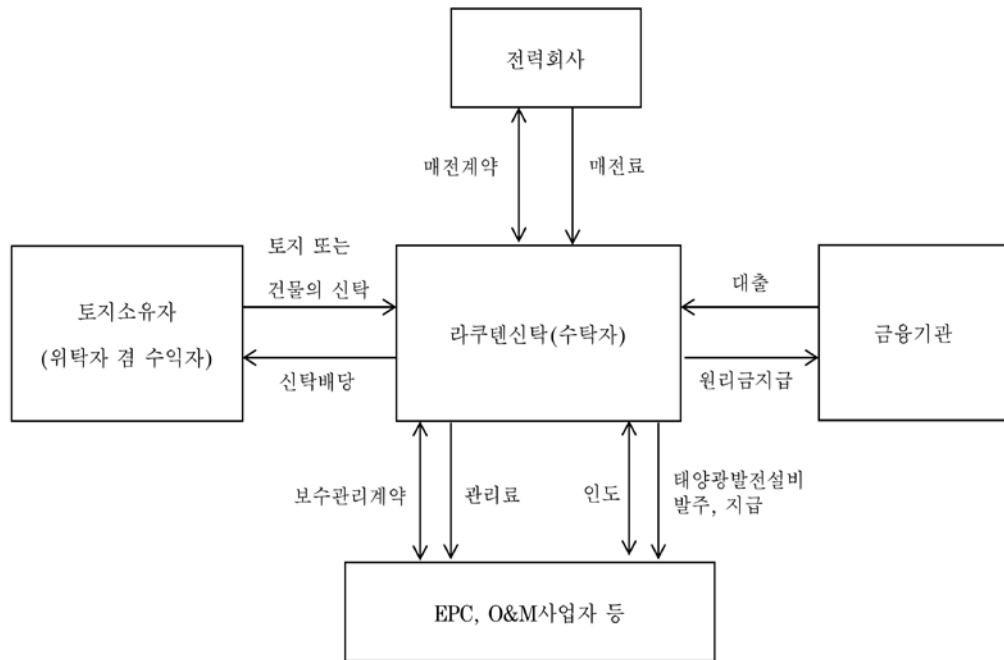 전력회사
매전계약
매전료
토지 또는
건물의 신탁
대출
토지소유자
(위탁자 겸 수익자)
라쿠텐신탁(수탁자)
금융기관
신탁배당
원리금지급
보수관리계약
관리료
인도
태양광발전설비
발주, 지급
EPC, O&M사업자 등